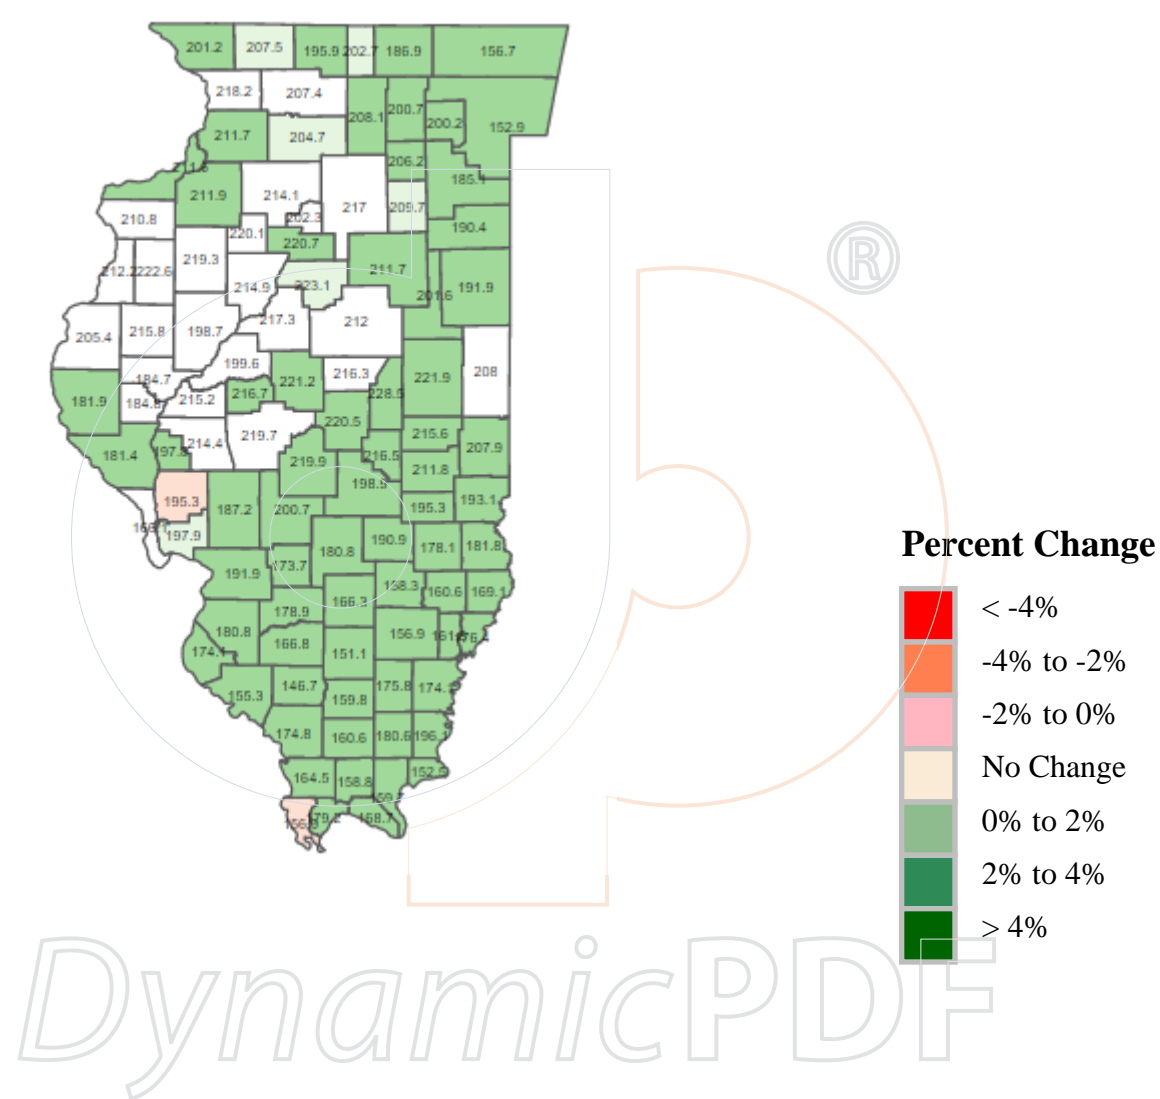 201.2 207.5 195.9 202.7 186.9 156.7
218.2 207.4
208.1 200.7 200.2 152.9
211.7 204.7
206.2
211.9 214.1 217 209.7 185.1
210.8 202.3
220.1 220.7 190.4
212.2 222.6 219.3 211.7
214.9 223.1 201.6 191.9
205.4 215.8 198.7 217.3 212
199.6 216.3 221.9 208
184.7 221.2
181.9 184.8 215.2 216.7 228.5
220.5
181.4 197.8 214.4 219.7 215.6 207.9
219.9 216.5 211.8
195.3 187.2 200.7 198.5 195.3 193.1
197.9 180.8 190.9 178.1 181.8
191.9 173.7
166.3 160.6 169.1
178.9
180.8 166.8 156.9
174.1 151.1
155.3 146.7 159.8 175.8 174.
174.8 160.6 180.6 196.1
164.5 158.8 152.5
168.7
®
Percent Change
< -4%
-4% to -2%
-2% to 0%
No Change
0% to 2%
2% to 4%
> 4%
DynamicPDF